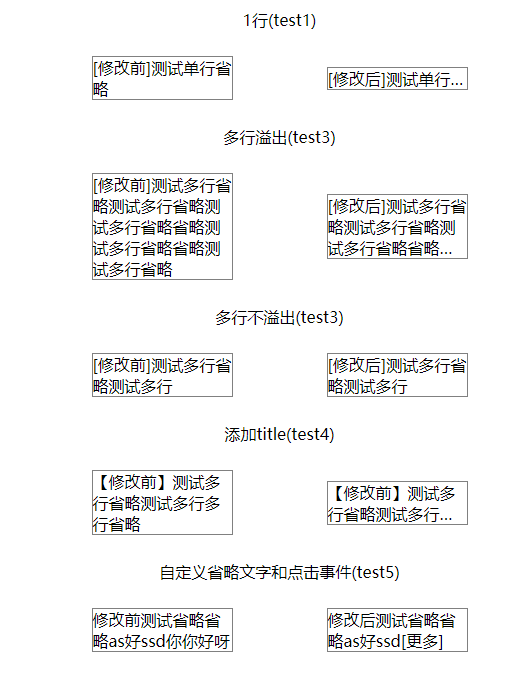 1行(test1)
[修改前]测试单行省
略
[修改后]测试单行...
多行溢出(test3)
[修改前]测试多行省
略测试多行省略测
试多行省略省略测
试多行省略省略测
试多行省略
[修改后]测试多行省
略测试多行省略测
试多行省略省略...
多行不溢出(test3)
[修改前]测试多行省
略测试多行
[修改后]测试多行省
略测试多行
添加title(test4)
【修改前】测试多
行省略测试多行多
行省略
【修改前】测试多
行省略测试多行...
自定义省略文字和点击事件(test5)
修改前测试省略省
略as好ssd你你好呀
修改后测试省略省
略as好ssd[更多]